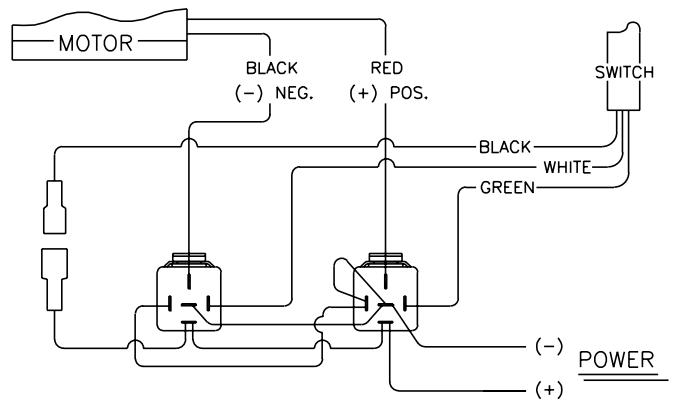 MOTOR
BLACK
(-) NEG.
RED
(+) POS.
SWITCH
BLACK
WHITE
GREEN
(-)
POWER
(+)